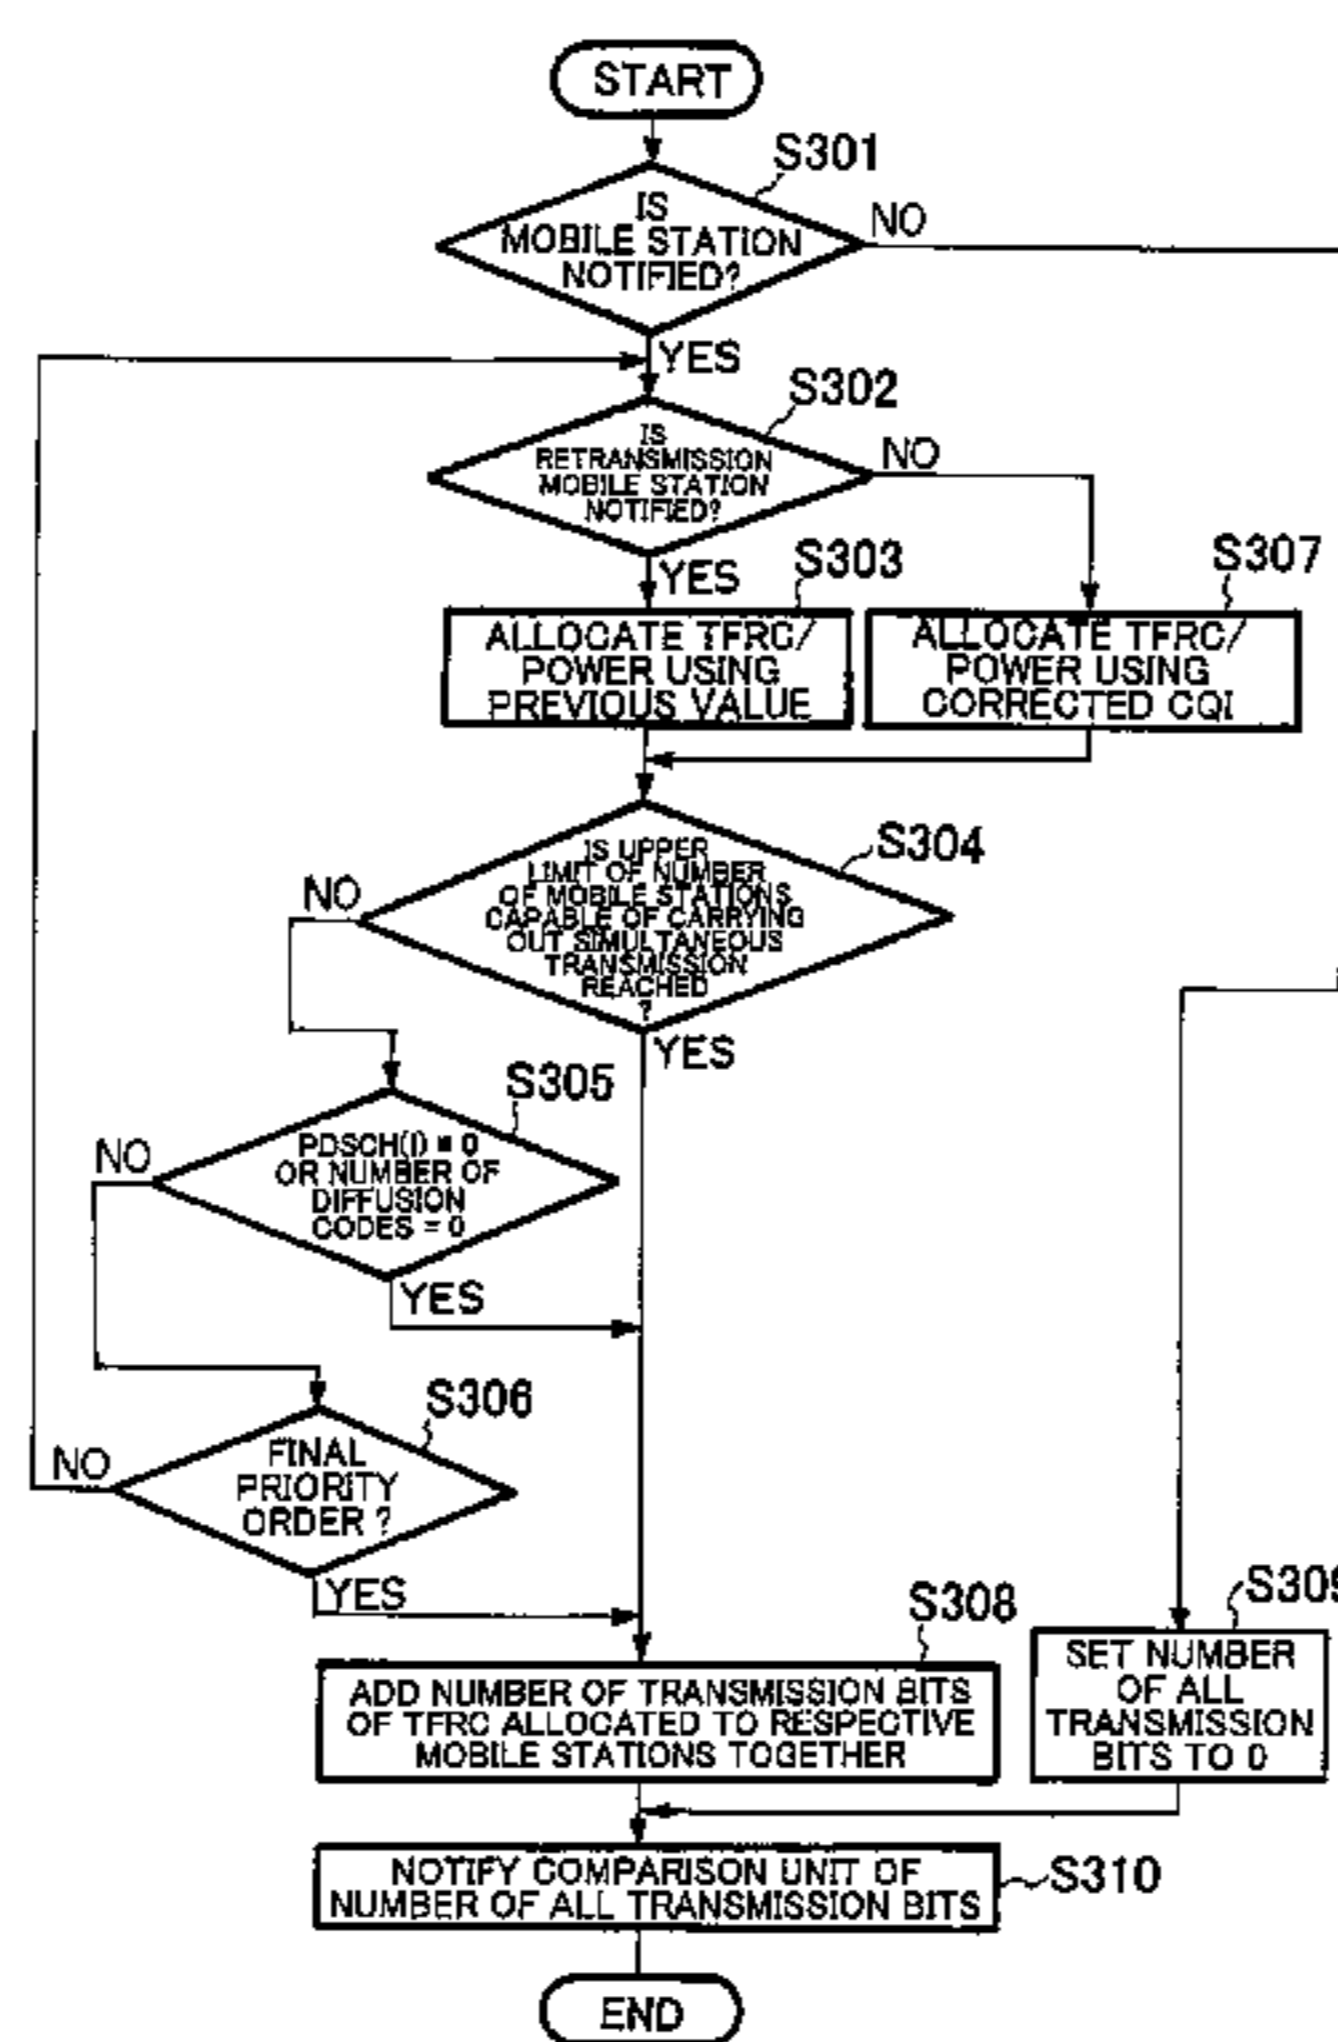 START
S301
IS
MOBILE STATION
NOTIFIED?
NO
YES
S302
IS
RETRANSMISSION
MOBILE STATION
NOTIFIED?
NO
YES
S303
ALLOCATE TFRC/
POWER USING
PREVIOUS VALUE
S307
ALLOCATE TFRC/
POWER USING
CORRECTED CQI
S304
IS UPPER
LIMIT OF NUMBER
OF MOBILE STATIONS
CAPABLE OF CARRYING
OUT SIMULTANEOUS
TRANSMISSION
REACHED
?
NO
YES
S305
PDSCH(I) = 0
OR NUMBER OF
DIFFUSION
CODES = 0
NO
YES
S306
FINAL
PRIORITY
ORDER ?
NO
YES
S308
ADD NUMBER OF TRANSMISSION BITS
OF TFRC ALLOCATED TO RESPECTIVE
MOBILE STATIONS TOGETHER
S309
SET NUMBER
OF ALL
TRANSMISSION
BITS TO 0
NOTIFY COMPARISON UNIT OF
NUMBER OF ALL TRANSMISSION BITS
S310
END